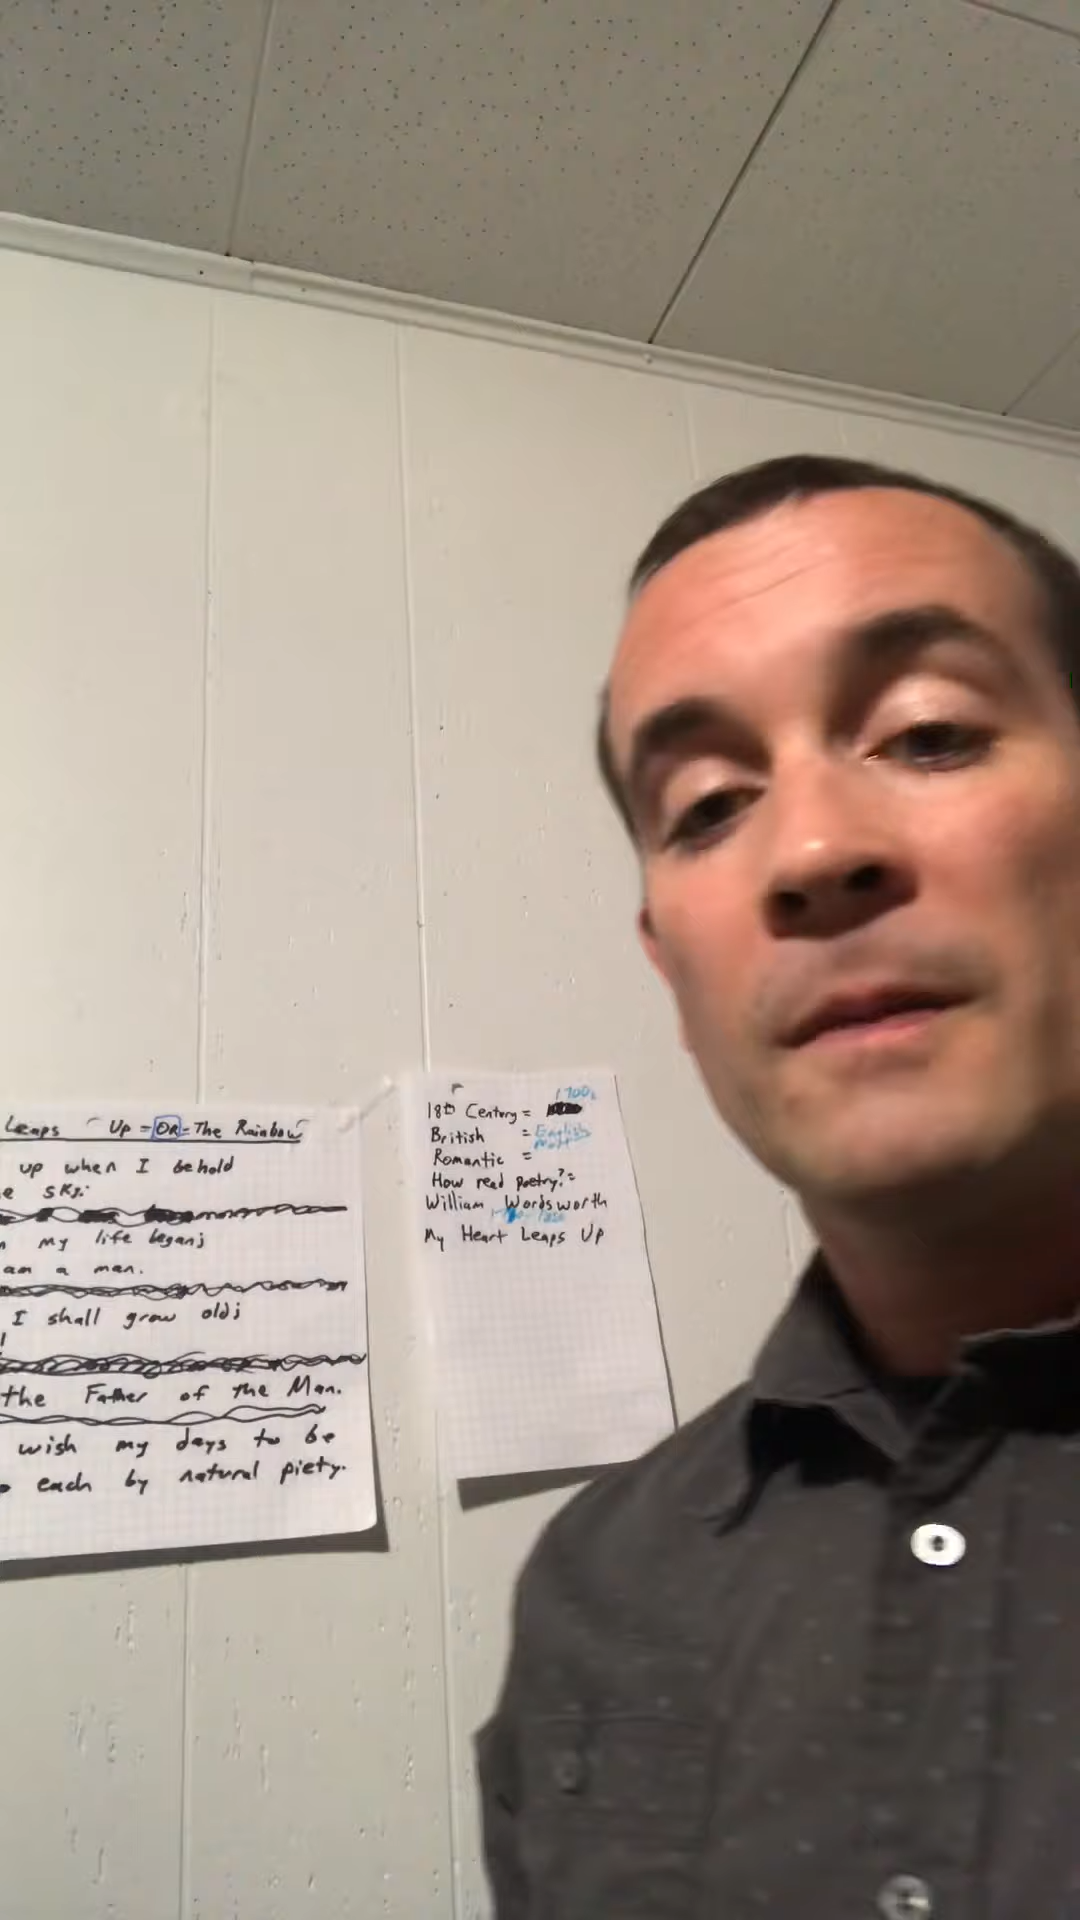 Leaps Up = OR = The Rainbow
up when I behold
e sky:
n my life began;
am a man.
I shall grow old;
!
the Father of the Man.
wish my days to be
o each by natural piety.
1700s
18th Century =
British = English
Romantic =
How read poetry? =
William Wordsworth
My Heart Leaps Up